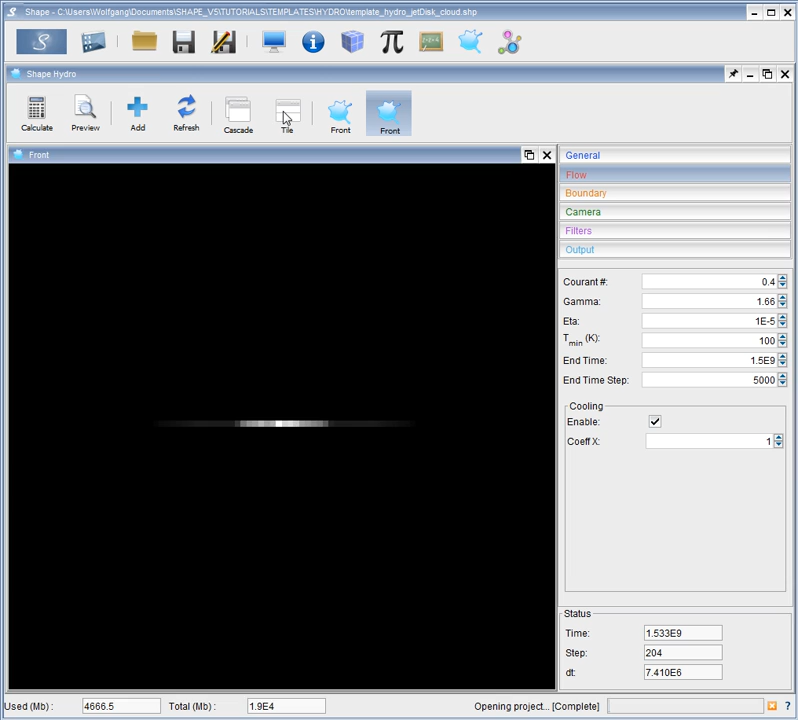 Shape - C:\Users\Wolfgang\Documents\SHAPE_V5\TUTORIALS\TEMPLATES\HYDRO\template_hydro_jetDisk_cloud.shp
Shape Hydro
Calculate Preview Add Refresh Cascade Tile Front Front
Front
General
Flow
Boundary
Camera
Filters
Output
Courant #: 0.4
Gamma: 1.66
Eta: 1E-5
Tmin (K): 100
End Time: 1.5E9
End Time Step: 5000
Cooling
Enable:
Coeff X: 1
Status
Time: 1.533E9
Step: 204
dt: 7.410E6
Used (Mb) : 4666.5 Total (Mb) : 1.9E4 Opening project... [Complete] ?